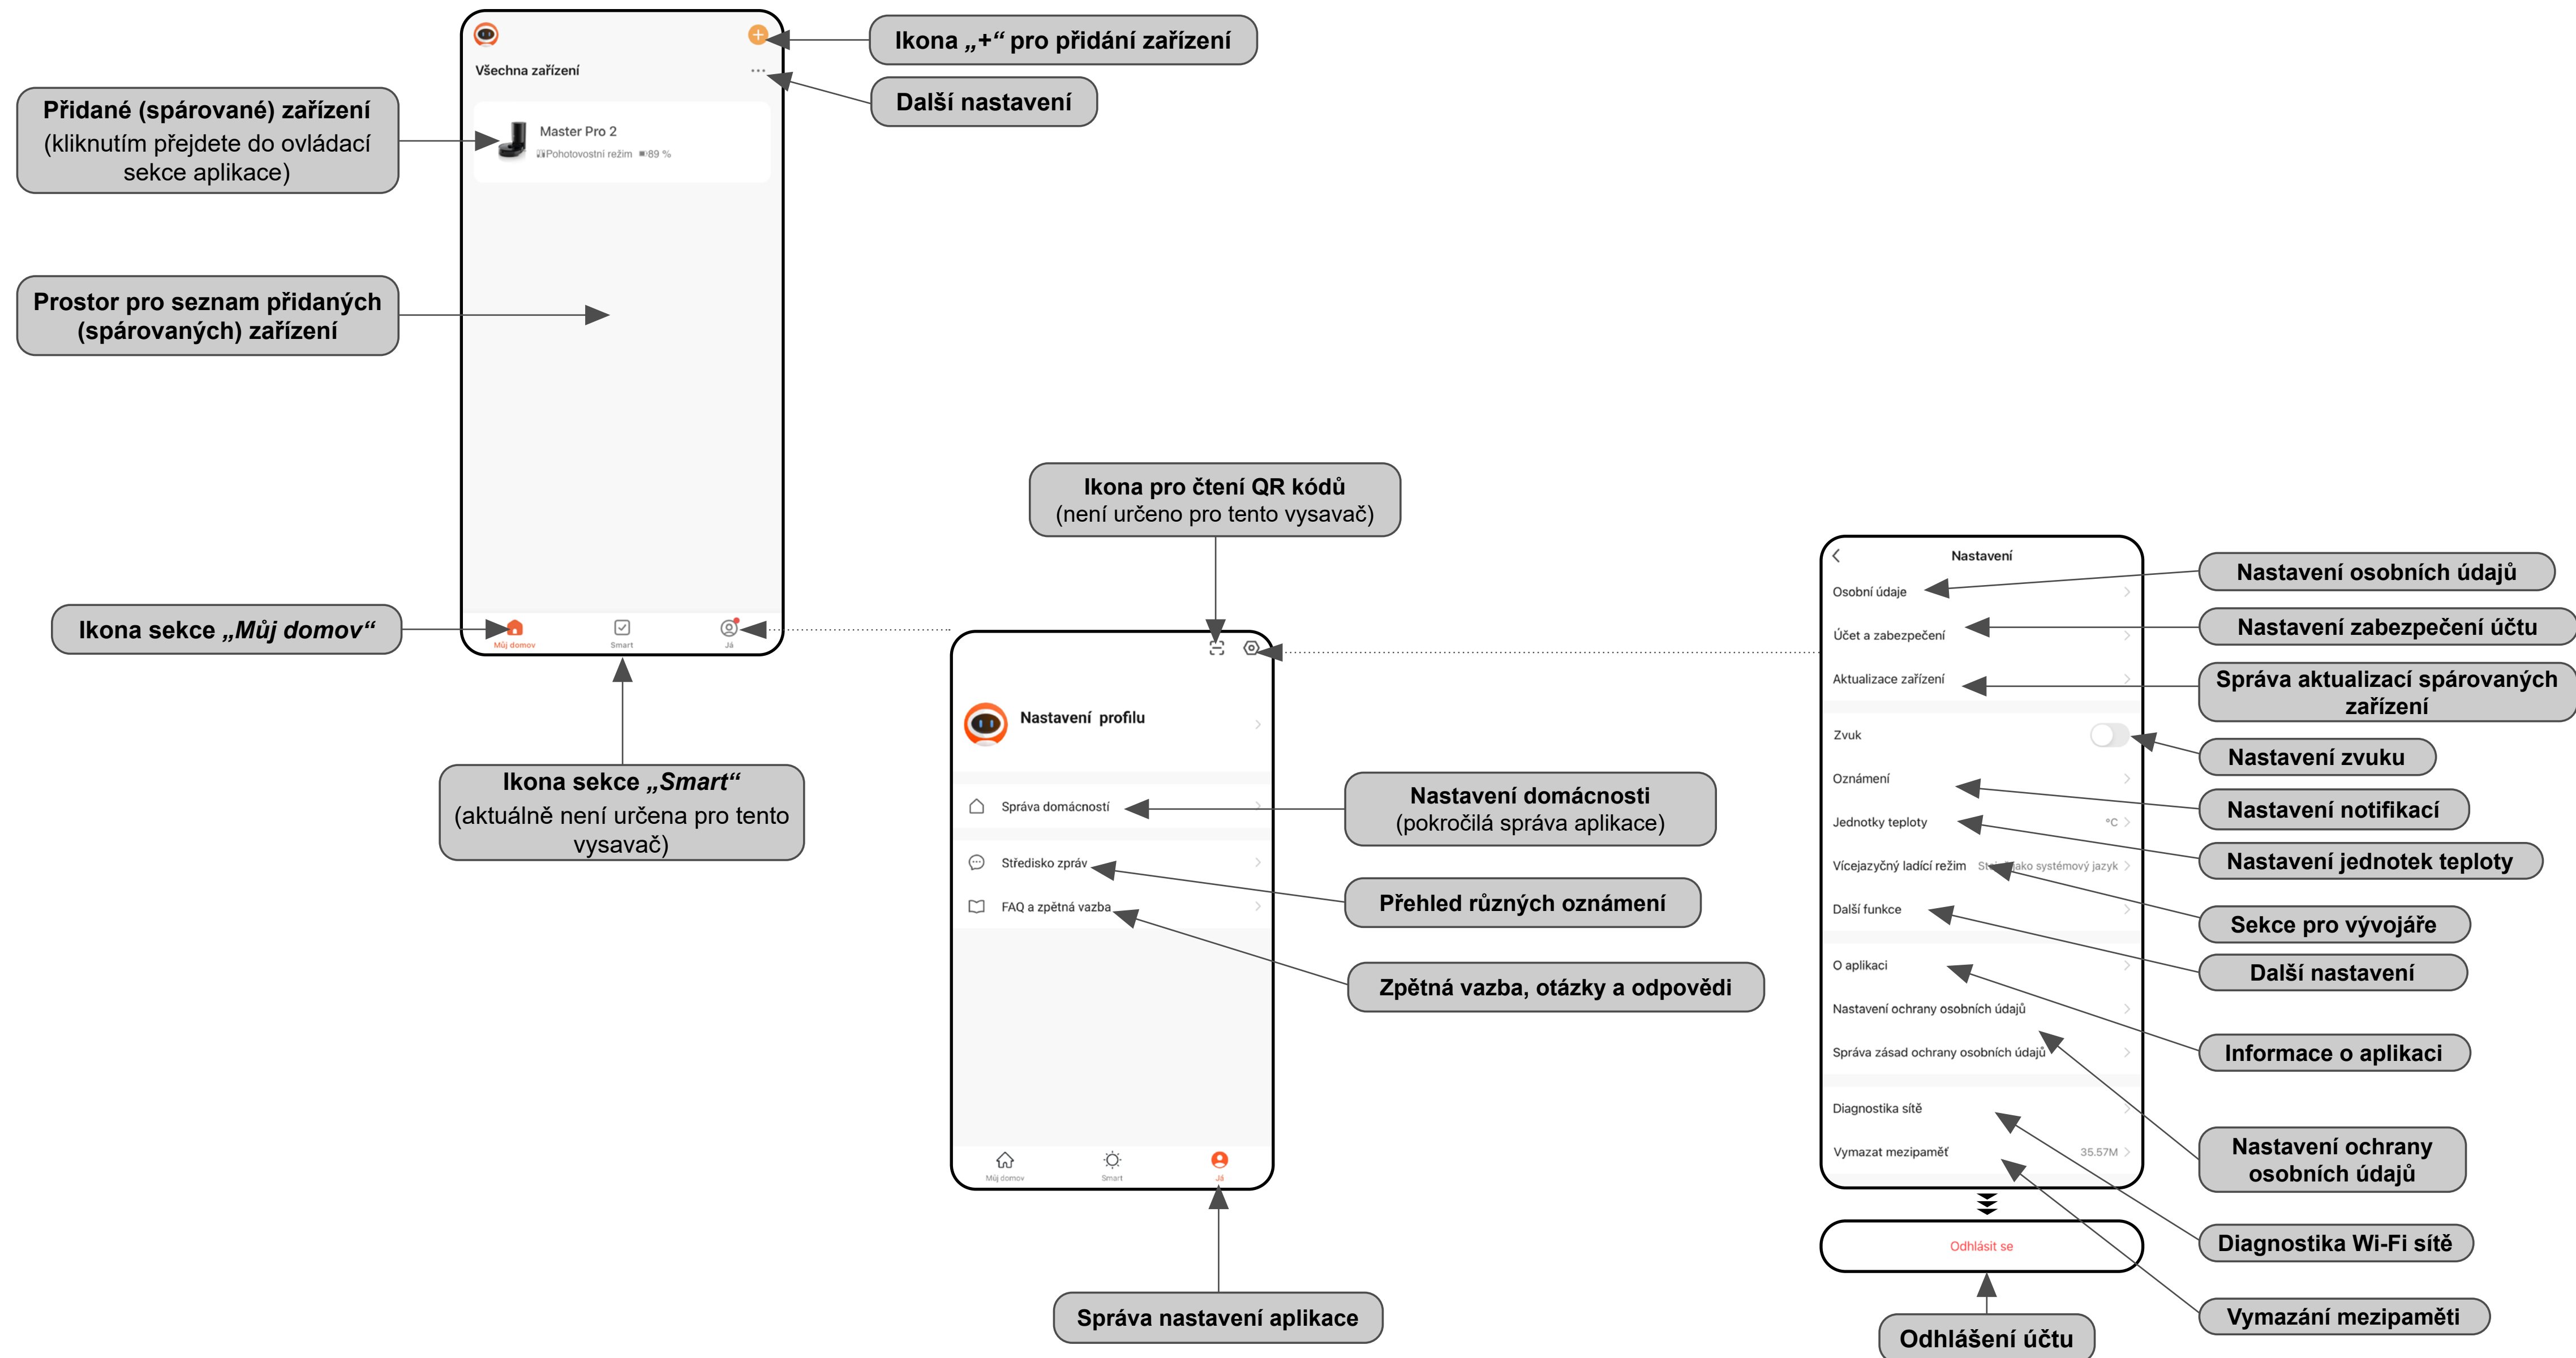 Všechna zařízení
Master Pro 2
Pohotovostní režim 89 %
Můj domov
Smart
Já
Ikona „+“ pro přidání zařízení
Další nastavení
Přidané (spárované) zařízení
(kliknutím přejdete do ovládací
sekce aplikace)
Prostor pro seznam přidaných
(spárovaných) zařízení
Ikona sekce „Můj domov“
Ikona sekce „Smart“
(aktuálně není určena pro tento
vysavač)
Ikona pro čtení QR kódů
(není určeno pro tento vysavač)
Nastavení profilu
Správa domácností
Středisko zpráv
FAQ a zpětná vazba
Můj domov
Smart
Já
Nastavení domácnosti
(pokročilá správa aplikace)
Přehled různých oznámení
Zpětná vazba, otázky a odpovědi
Správa nastavení aplikace
Nastavení
Osobní údaje
Účet a zabezpečení
Aktualizace zařízení
Zvuk
Oznámení
Jednotky teploty °C
Vícejazyčný ladící režim jako systémový jazyk
Další funkce
O aplikaci
Nastavení ochrany osobních údajů
Správa zásad ochrany osobních údajů
Diagnostika sítě
Vymazat mezipaměť 35.57M
Odhlásit se
Odhlášení účtu
Nastavení osobních údajů
Nastavení zabezpečení účtu
Správa aktualizací spárovaných
zařízení
Nastavení zvuku
Nastavení notifikací
Nastavení jednotek teploty
Sekce pro vývojáře
Další nastavení
Informace o aplikaci
Nastavení ochrany
osobních údajů
Diagnostika Wi-Fi sítě
Vymazání mezipaměti